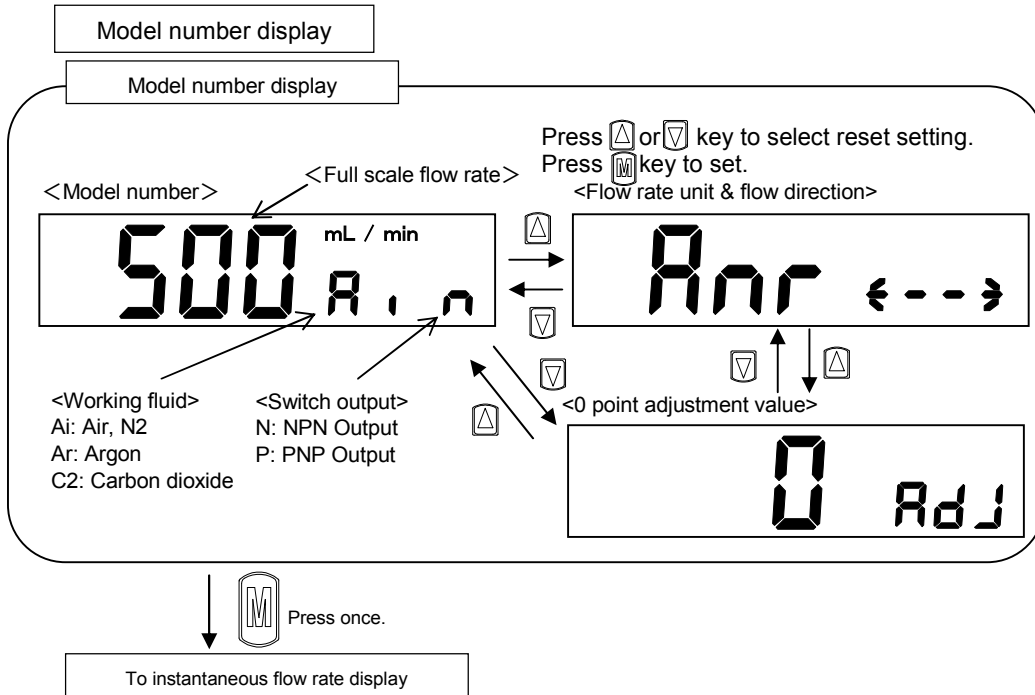 Model number display
Model number display
Press △ or ▽ key to select reset setting.
Press M key to set.
<Model number>
<Full scale flow rate>
<Flow rate unit & flow direction>
500 mL / min
A i n
△
▽
Anr <-->
▽
△
▽
△
<Working fluid>
Ai: Air, N2
Ar: Argon
C2: Carbon dioxide
<Switch output>
N: NPN Output
P: PNP Output
<0 point adjustment value>
0 AdJ
M Press once.
To instantaneous flow rate display